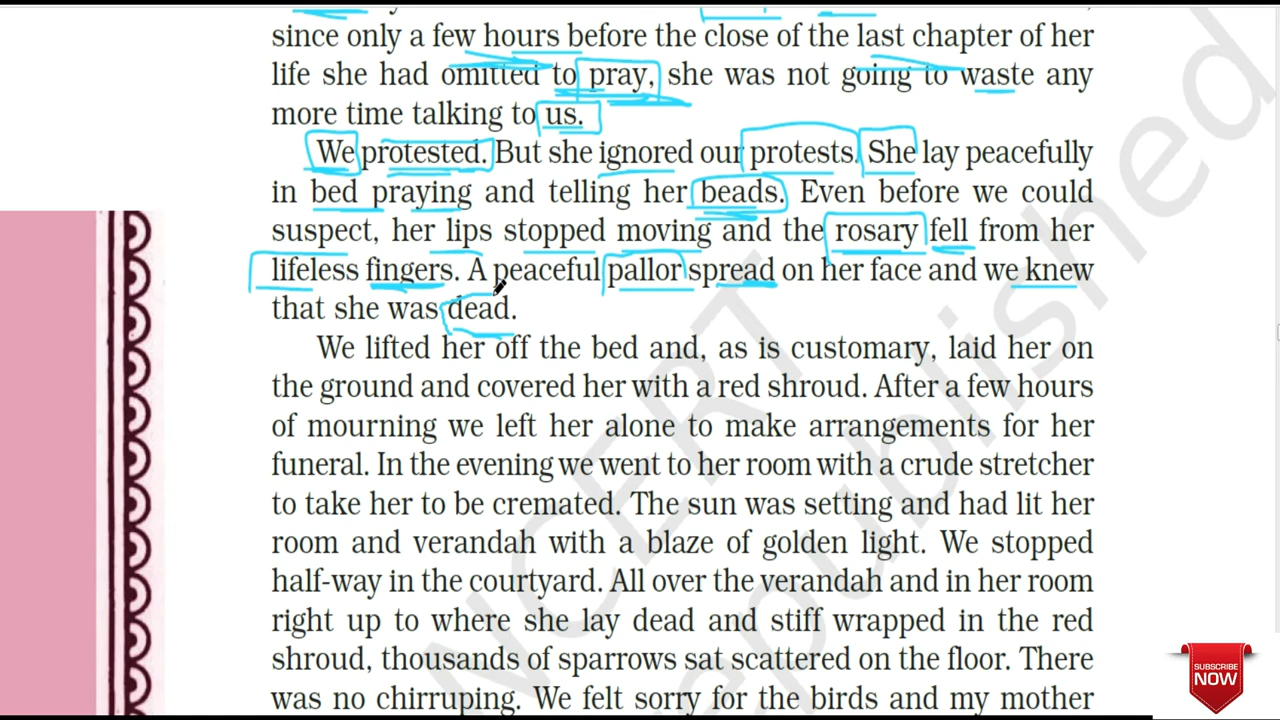 since only a few hours before the close of the last chapter of her
life she had omitted to pray, she was not going to waste any
more time talking to us.
We protested. But she ignored our protests. She lay peacefully
in bed praying and telling her beads. Even before we could
suspect, her lips stopped moving and the rosary fell from her
lifeless fingers. A peaceful pallor spread on her face and we knew
that she was dead.
We lifted her off the bed and, as is customary, laid her on
the ground and covered her with a red shroud. After a few hours
of mourning we left her alone to make arrangements for her
funeral. In the evening we went to her room with a crude stretcher
to take her to be cremated. The sun was setting and had lit her
room and verandah with a blaze of golden light. We stopped
half-way in the courtyard. All over the verandah and in her room
right up to where she lay dead and stiff wrapped in the red
shroud, thousands of sparrows sat scattered on the floor. There
was no chirruping. We felt sorry for the birds and my mother
NCERT
republished
SUBSCRIBE
NOW